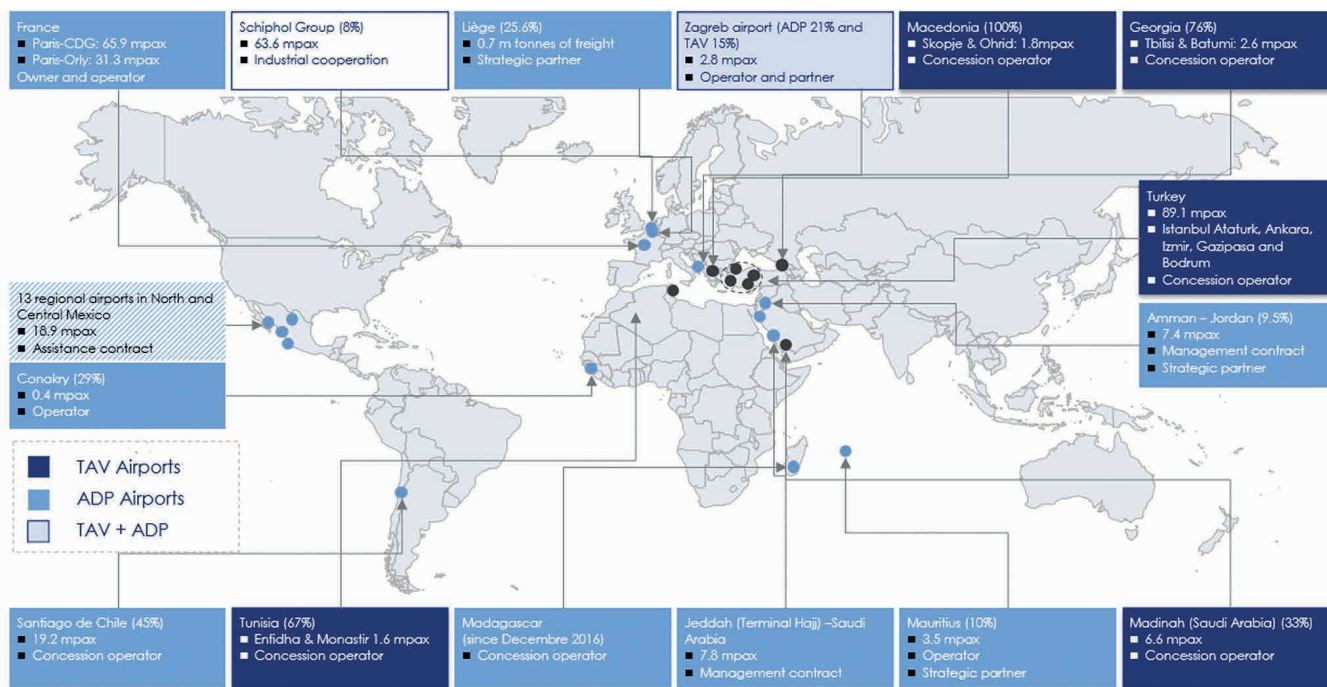 France
■ Paris-CDG: 65.9 mpax
■ Paris-Orly: 31.3 mpax
Owner and operator
Schiphol Group (8%)
■ 63.6 mpax
■ Industrial cooperation
Liège (25.6%)
■ 0.7 m tonnes of freight
■ Strategic partner
Zagreb airport (ADP 21% and
TAV 15%)
■ 2.8 mpax
■ Operator and partner
Macedonia (100%)
■ Skopje & Ohrid: 1.8mpax
■ Concession operator
Georgia (76%)
■ Tbilisi & Batumi: 2.6 mpax
■ Concession operator
Turkey
■ 89.1 mpax
■ Istanbul Ataturk, Ankara,
Izmir, Gazipasa and
Bodrum
■ Concession operator
13 regional airports in North and
Central Mexico
■ 18.9 mpax
■ Assistance contract
Amman – Jordan (9.5%)
■ 7.4 mpax
■ Management contract
■ Strategic partner
Conakry (29%)
■ 0.4 mpax
■ Operator
TAV Airports
ADP Airports
TAV + ADP
Santiago de Chile (45%)
■ 19.2 mpax
■ Concession operator
Tunisia (67%)
■ Enfidha & Monastir 1.6 mpax
■ Concession operator
Madagascar
(since Decembre 2016)
■ Concession operator
Jeddah (Terminal Hajj) –Saudi
Arabia
■ 7.8 mpax
■ Management contract
Mauritius (10%)
■ 3.5 mpax
■ Operator
■ Strategic partner
Madinah (Saudi Arabia) (33%)
■ 6.6 mpax
■ Concession operator